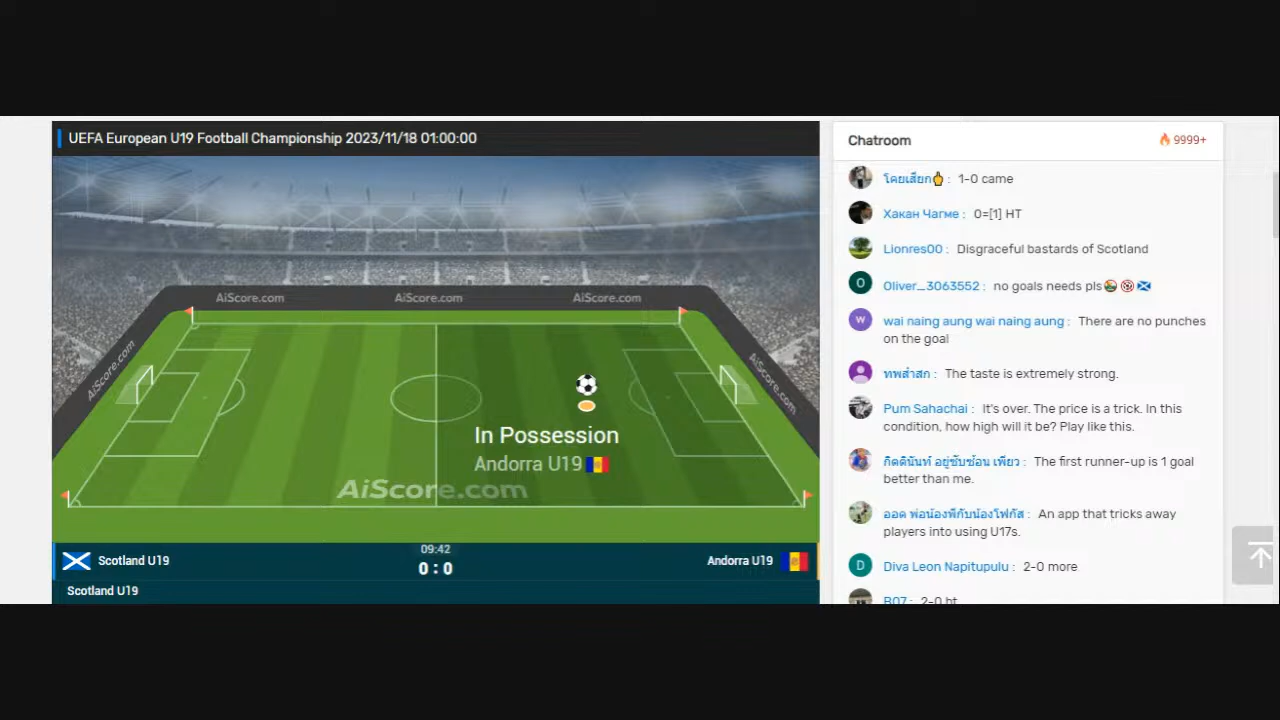 UEFA European U19 Football Championship 2023/11/18 01:00:00
AiScore.com AiScore.com AiScore.com
AiScore.com
AiScore.com
In Possession
Andorra U19
AiScore.com
Scotland U19
09:42
0 : 0
Andorra U19
Scotland U19
Chatroom
9999+
โดยเสียก : 1-0 came
Хакан Чагме : 0=[1] HT
Lionres00 : Disgraceful bastards of Scotland
O
Oliver_3063552 : no goals needs pls
W
wai naing aung wai naing aung : There are no punches
on the goal
ทพสำสก : The taste is extremely strong.
Pum Sahachai : It's over. The price is a trick. In this
condition, how high will it be? Play like this.
กิตตินันท์ อยู่ซับซ้อน เพียว : The first runner-up is 1 goal
better than me.
ออด พ่อน้องพีกับน้องโฟกัส : An app that tricks away
players into using U17s.
D
Diva Leon Napitupulu : 2-0 more
B07 : 2-0 ht